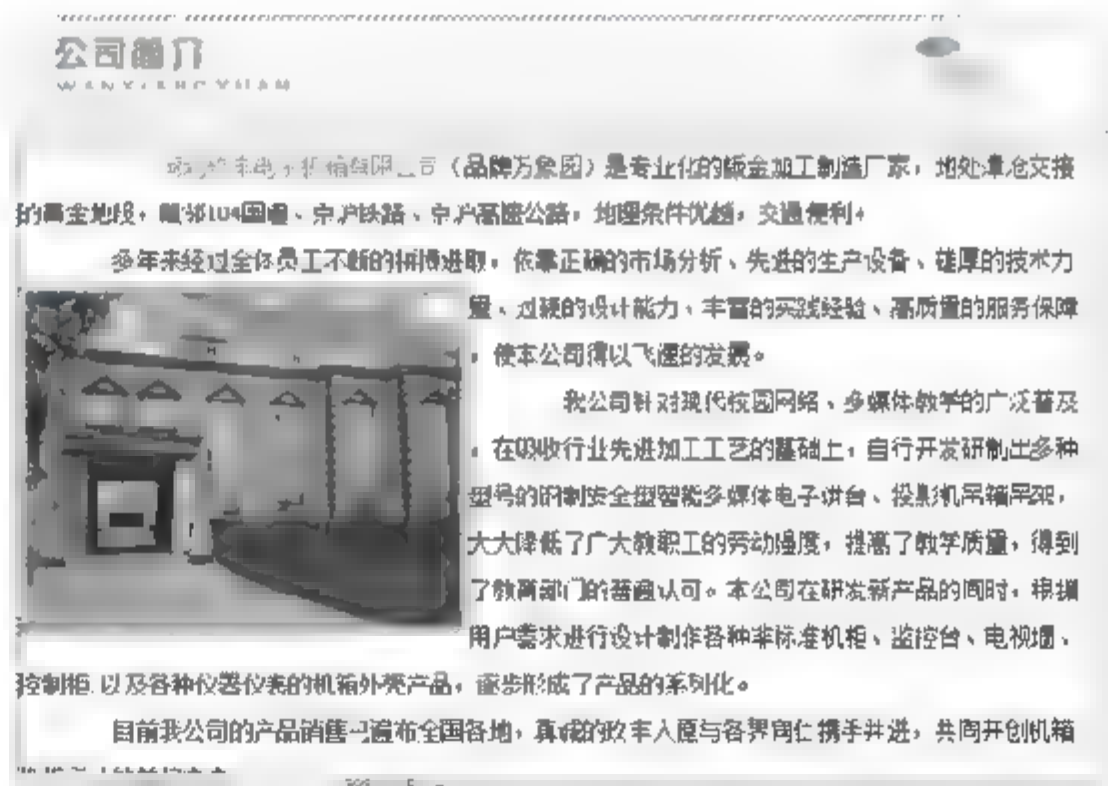 公司简介
WANXIANGYUAN
机箱有限公司（品牌万象园）是专业化的钣金加工制造厂家，地处津沧交接
的黄金地段，毗邻104国道、京沪铁路、京沪高速公路，地理条件优越，交通便利。
多年来经过全体员工不断的拼搏进取，依靠正确的市场分析、先进的生产设备、雄厚的技术力
量、过硬的设计能力、丰富的实践经验、高质量的服务保障
，使本公司得以飞速的发展。
我公司针对现代校园网络、多媒体教学的广泛普及
，在吸收行业先进加工工艺的基础上，自行开发研制出多种
型号的钢制安全型智能多媒体电子讲台、投影机吊箱吊架，
大大降低了广大教职工的劳动强度，提高了教学质量，得到
了教育部门的普遍认可。本公司在研发新产品的同时，根据
用户需求进行设计制作各种非标准机柜、监控台、电视墙、
控制柜以及各种仪器仪表的机箱外壳产品，逐步形成了产品的系列化。
目前我公司的产品销售已遍布全国各地，真诚的孜丰人愿与各界同仁携手并进，共同开创机箱